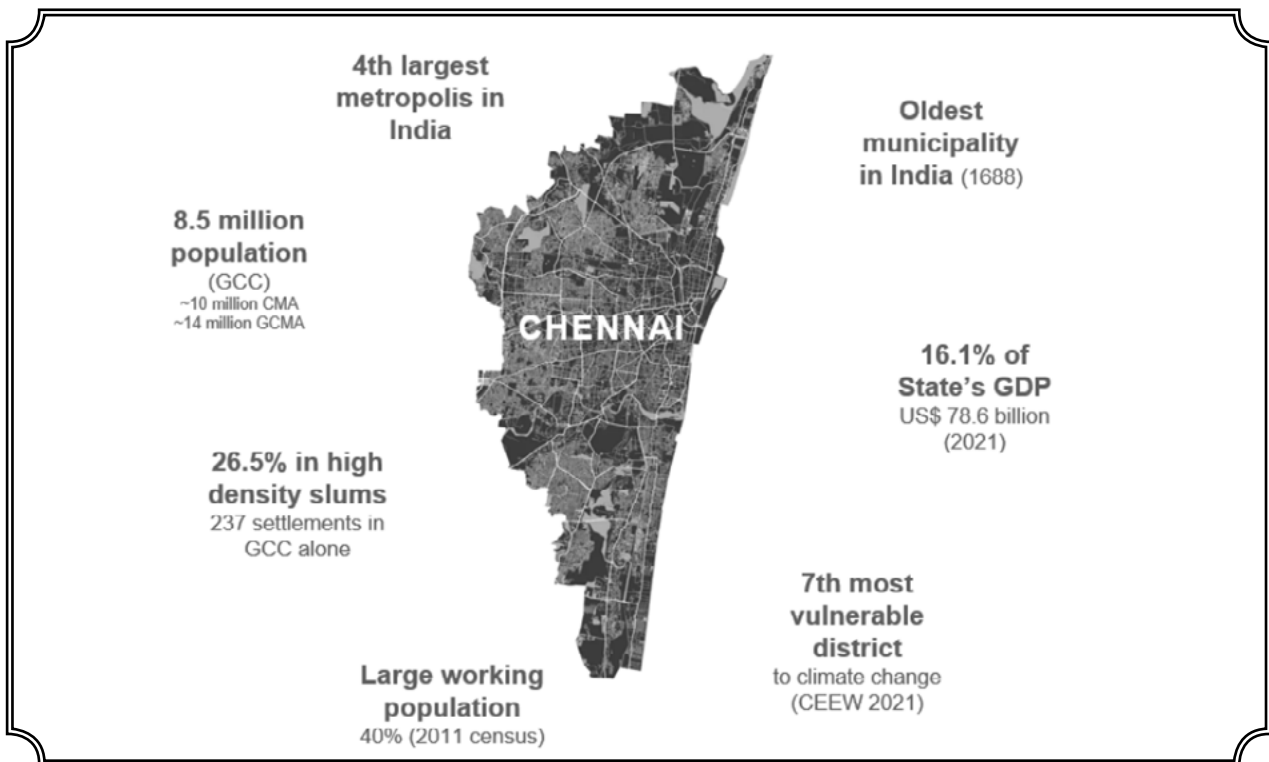 4th largest
metropolis in
India
Oldest
municipality
in India (1688)
8.5 million
population
(GCC)
~10 million CMA
~14 million GCMA
CHENNAI
16.1% of
State's GDP
US$ 78.6 billion
(2021)
26.5% in high
density slums
237 settlements in
GCC alone
7th most
vulnerable
district
to climate change
(CEEW 2021)
Large working
population
40% (2011 census)